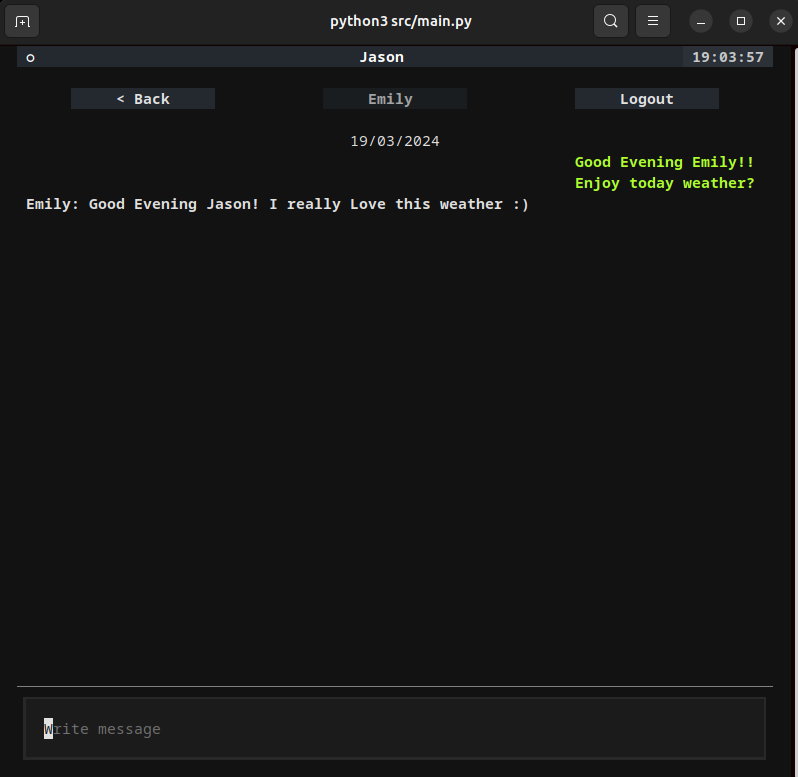 python3 src/main.py
Jason 19:03:57
< Back Emily Logout
19/03/2024
Good Evening Emily!!
Enjoy today weather?
Emily: Good Evening Jason! I really Love this weather :)
Write message